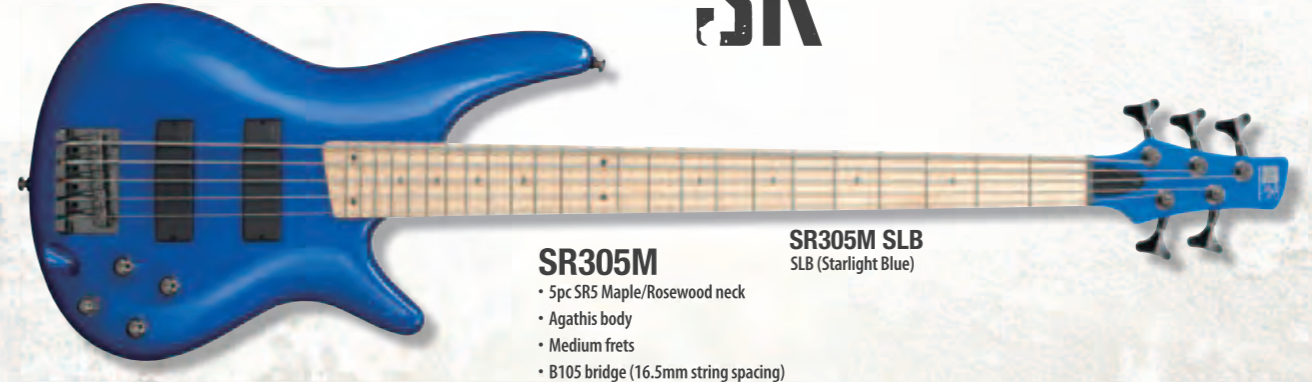 SR
SR305M
• 5pc SR5 Maple/Rosewood neck
• Agathis body
• Medium frets
• B105 bridge (16.5mm string spacing)
SR305M SLB
SLB (Starlight Blue)